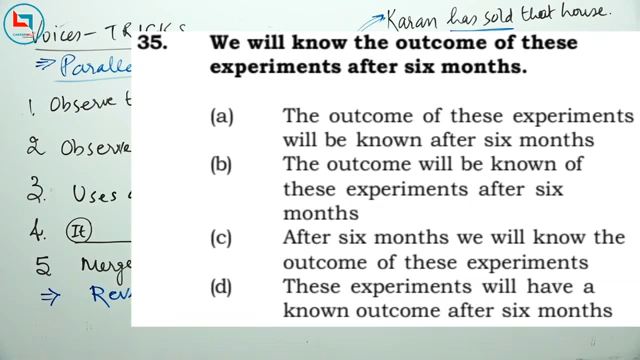 Voices - TRICKS
Karan has sold that house.
⇒ Paralle
1. Observe t
2 Observe
3. Uses
4. It
5 Merge
⇒ Rev
35. We will know the outcome of these
experiments after six months.
(a) The outcome of these experiments
will be known after six months
(b) The outcome will be known of
these experiments after six
months
(c) After six months we will know the
outcome of these experiments
(d) These experiments will have a
known outcome after six months